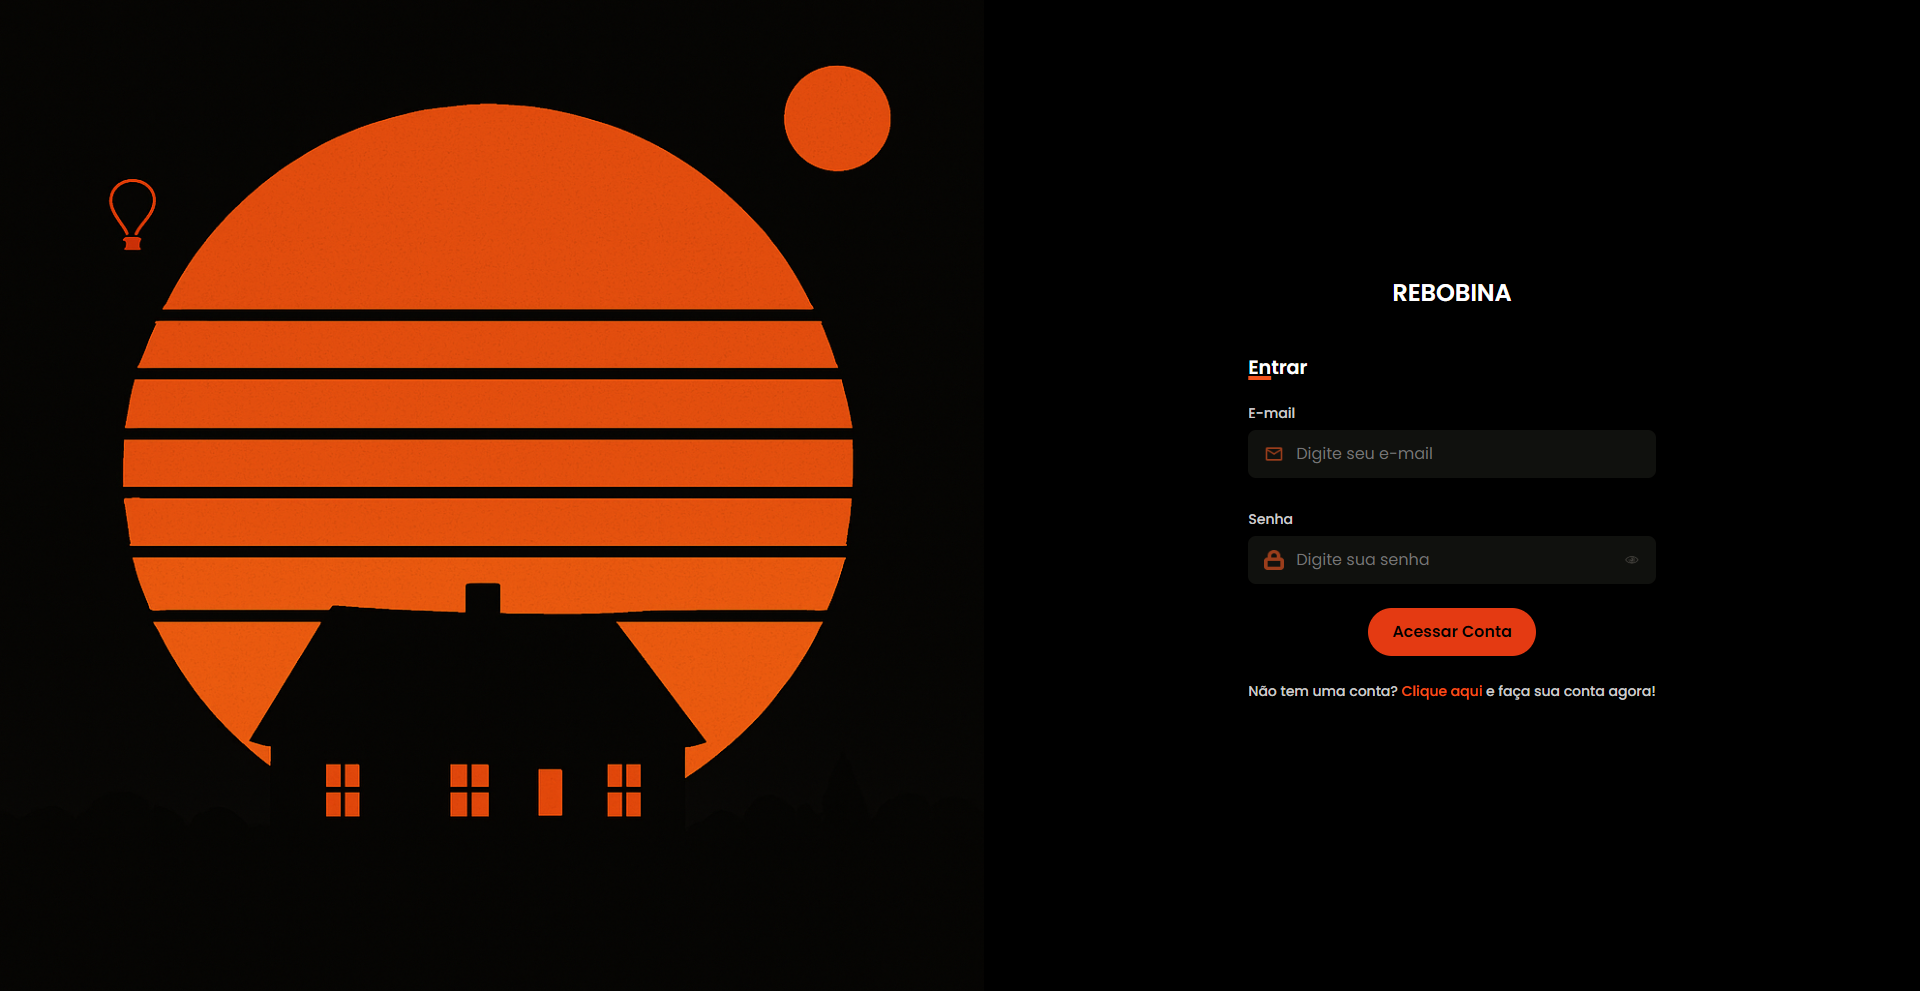 REBOBINA
Entrar
E-mail
Digite seu e-mail
Senha
Digite sua senha
Acessar Conta
Não tem uma conta? Clique aqui e faça sua conta agora!